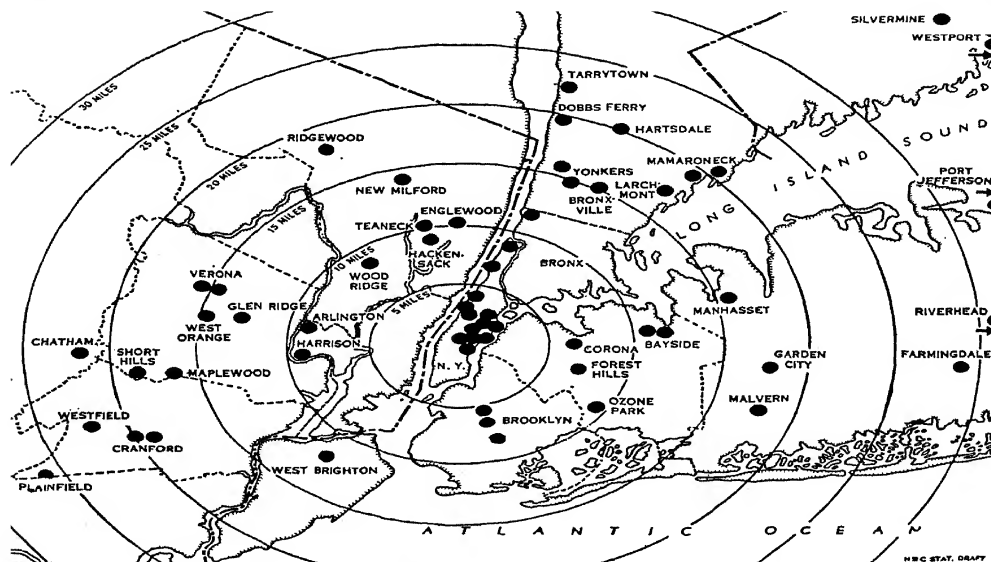 SILVERMINE
WESTPORT
30 MILES
TARRYTOWN
DOBBS FERRY
25 MILES
HARTSDALE
RIDGEWOOD
20 MILES
MAMARONECK
YONKERS
LARCH-
MONT
BRONX-
VILLE
LONG ISLAND SOUND
PORT
JEFFERSON
NEW MILFORD
15 MILES
ENGLEWOOD
TEANECK
HACKEN-
SACK
BRONX
10 MILES
WOOD
RIDGE
VERONA
GLEN RIDGE
5 MILES
MANHASSET
ARLINGTON
RIVERHEAD
WEST
ORANGE
CHATHAM
HARRISON
CORONA
BAYSIDE
SHORT
HILLS
MAPLEWOOD
N. Y.
FOREST
HILLS
GARDEN
CITY
FARMINGDALE
OZONE
PARK
MALVERN
WESTFIELD
BROOKLYN
CRANFORD
WEST BRIGHTON
PLAINFIELD
ATLANTIC OCEAN
NBC STAT. DRAFT